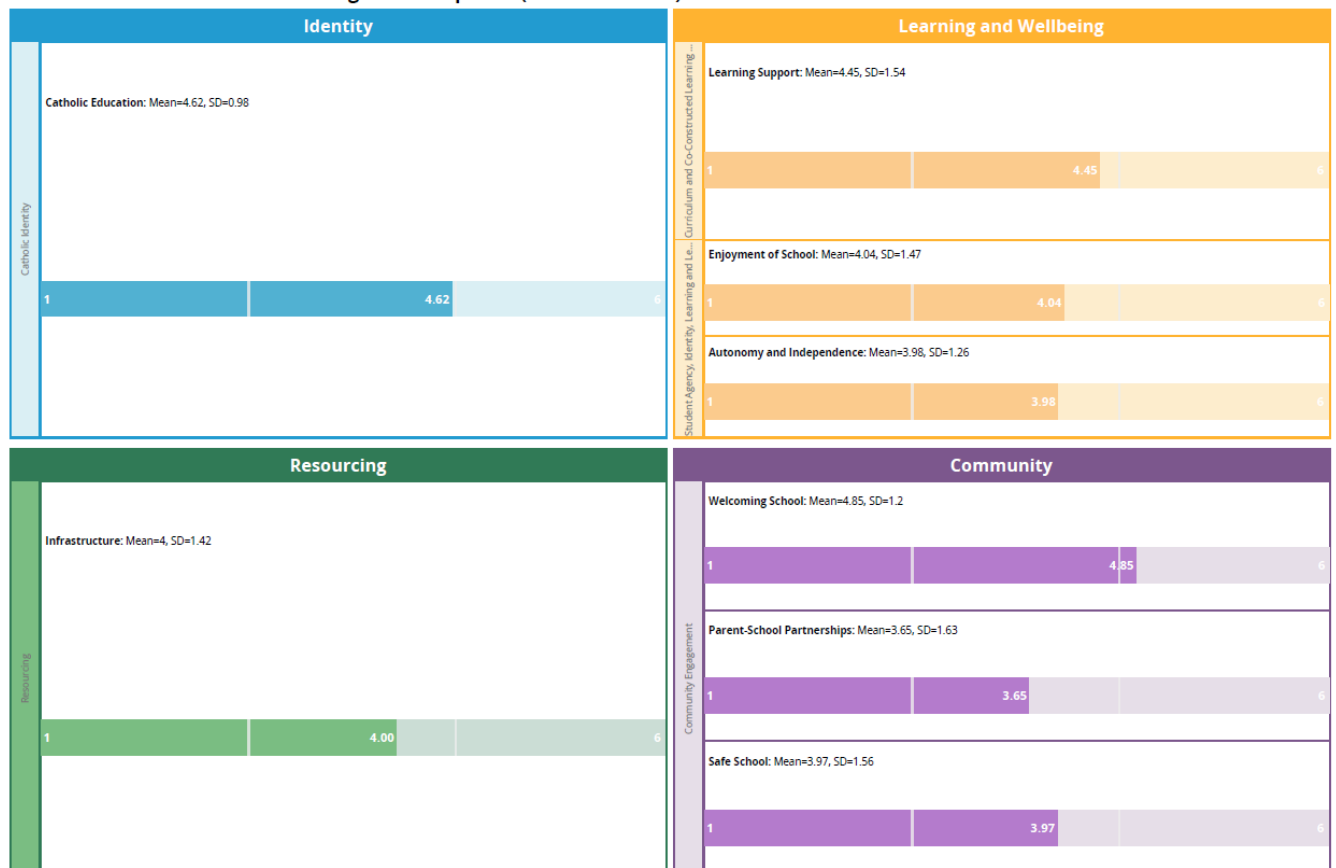 Identity
Catholic Identity
Catholic Education: Mean=4.62, SD=0.98
1 4.62 6
Learning and Wellbeing
Curriculum and Co-Constructed Learning ...
Learning Support: Mean=4.45, SD=1.54
1 4.45 6
Student Agency, Identity, Learning and Le...
Enjoyment of School: Mean=4.04, SD=1.47
1 4.04 6
Autonomy and Independence: Mean=3.98, SD=1.26
1 3.98 6
Resourcing
Resourcing
Infrastructure: Mean=4, SD=1.42
1 4.00 6
Community
Community Engagement
Welcoming School: Mean=4.85, SD=1.2
1 4.85 6
Parent-School Partnerships: Mean=3.65, SD=1.63
1 3.65 6
Safe School: Mean=3.97, SD=1.56
1 3.97 6